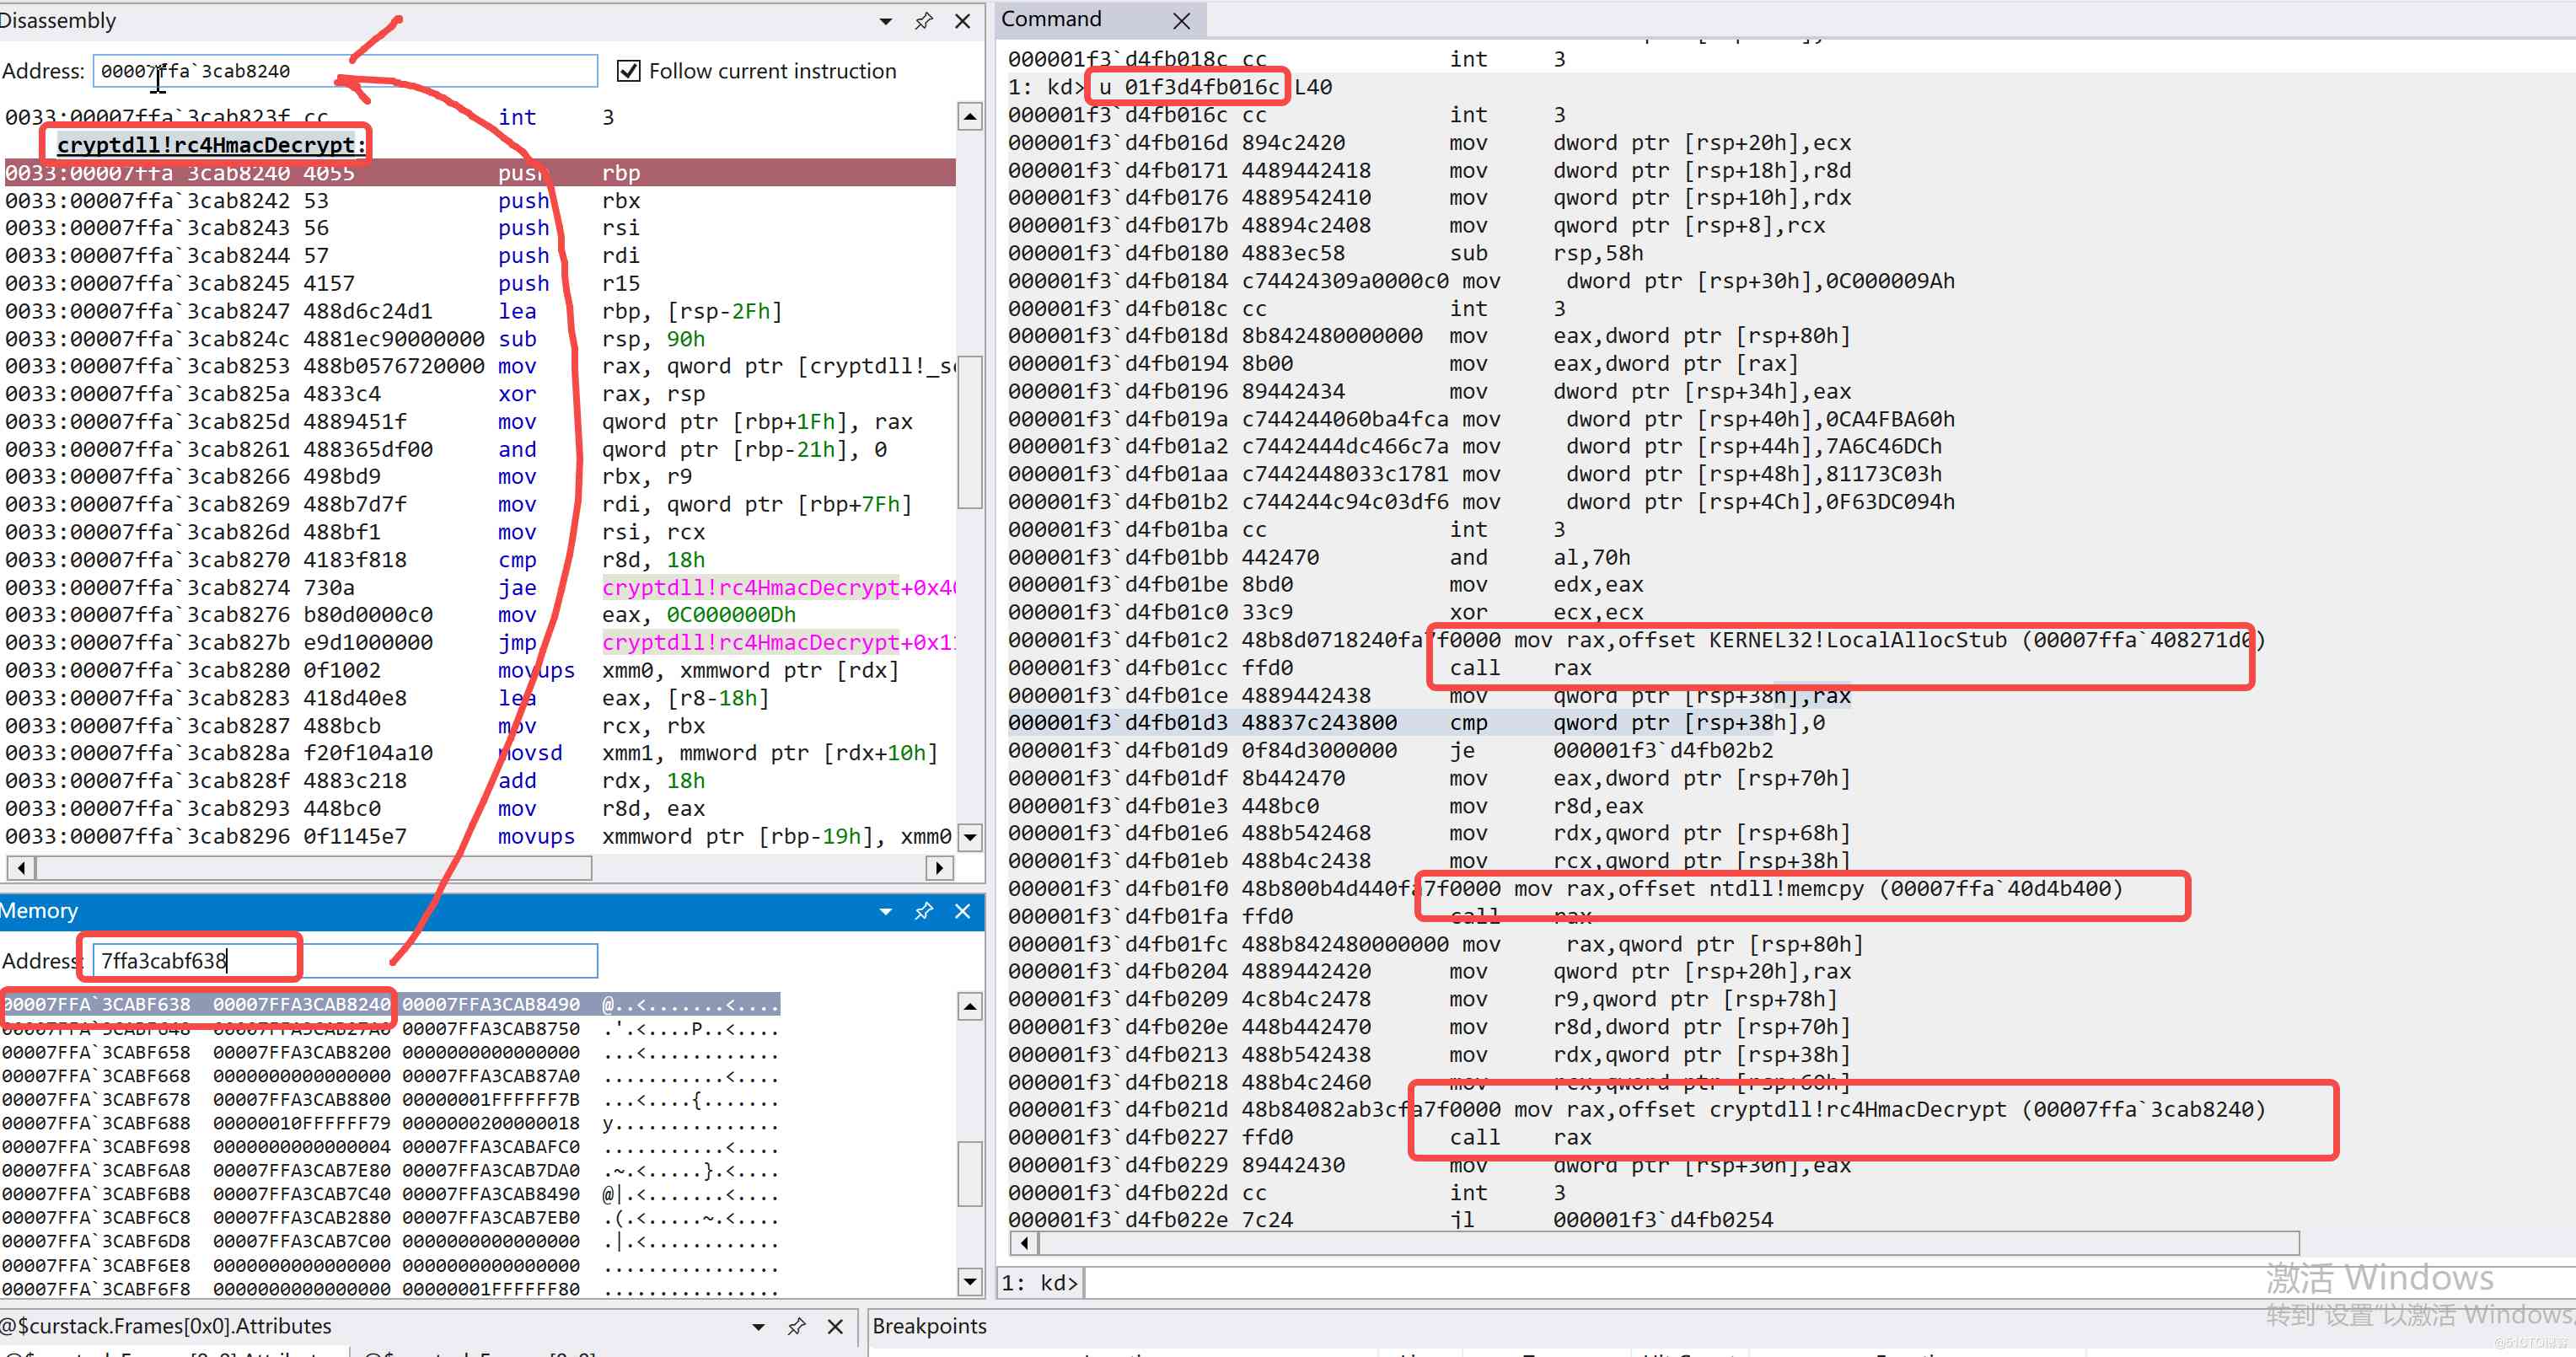 Disassembly
Address: 00007ffa`3cab8240
Follow current instruction
0033:00007ffa`3cab823f cc int 3
cryptdll!rc4HmacDecrypt:
0033:00007ffa`3cab8240 4055 push rbp
0033:00007ffa`3cab8242 53 push rbx
0033:00007ffa`3cab8243 56 push rsi
0033:00007ffa`3cab8244 57 push rdi
0033:00007ffa`3cab8245 4157 push r15
0033:00007ffa`3cab8247 488d6c24d1 lea rbp, [rsp-2Fh]
0033:00007ffa`3cab824c 4881ec90000000 sub rsp, 90h
0033:00007ffa`3cab8253 488b0576720000 mov rax, qword ptr [cryptdll!_se
0033:00007ffa`3cab825a 4833c4 xor rax, rsp
0033:00007ffa`3cab825d 4889451f mov qword ptr [rbp+1Fh], rax
0033:00007ffa`3cab8261 488365df00 and qword ptr [rbp-21h], 0
0033:00007ffa`3cab8266 498bd9 mov rbx, r9
0033:00007ffa`3cab8269 488b7d7f mov rdi, qword ptr [rbp+7Fh]
0033:00007ffa`3cab826d 488bf1 mov rsi, rcx
0033:00007ffa`3cab8270 4183f818 cmp r8d, 18h
0033:00007ffa`3cab8274 730a jae cryptdll!rc4HmacDecrypt+0x40
0033:00007ffa`3cab8276 b80d0000c0 mov eax, 0C000000Dh
0033:00007ffa`3cab827b e9d1000000 jmp cryptdll!rc4HmacDecrypt+0x11
0033:00007ffa`3cab8280 0f1002 movups xmm0, xmmword ptr [rdx]
0033:00007ffa`3cab8283 418d40e8 lea eax, [r8-18h]
0033:00007ffa`3cab8287 488bcb mov rcx, rbx
0033:00007ffa`3cab828a f20f104a10 movsd xmm1, mmword ptr [rdx+10h]
0033:00007ffa`3cab828f 4883c218 add rdx, 18h
0033:00007ffa`3cab8293 448bc0 mov r8d, eax
0033:00007ffa`3cab8296 0f1145e7 movups xmmword ptr [rbp-19h], xmm0
Memory
Address: 7ffa3cabf638
00007FFA`3CABF638 00007FFA3CAB8240 00007FFA3CAB8490 @..<.......<....
00007FFA`3CABF648 00007FFA3CAB27A0 00007FFA3CAB8750 .'.<....P..<....
00007FFA`3CABF658 00007FFA3CAB8200 0000000000000000 ...<............
00007FFA`3CABF668 0000000000000000 00007FFA3CAB87A0 ...........<....
00007FFA`3CABF678 00007FFA3CAB8800 00000001FFFFFF7B ...<....{.......
00007FFA`3CABF688 00000010FFFFFF79 0000000200000018 y...............
00007FFA`3CABF698 0000000000000004 00007FFA3CABAFC0 ...........<....
00007FFA`3CABF6A8 00007FFA3CAB7E80 00007FFA3CAB7DA0 .~.<.....}.<....
00007FFA`3CABF6B8 00007FFA3CAB7C40 00007FFA3CAB8490 @|.<.......<....
00007FFA`3CABF6C8 00007FFA3CAB2880 00007FFA3CAB7EB0 .(.<.....~.<....
00007FFA`3CABF6D8 00007FFA3CAB7C00 0000000000000000 .|.<............
00007FFA`3CABF6E8 0000000000000000 0000000000000000 ................
00007FFA`3CABF6F8 0000000000000000 00000001FFFFFF80 ................
@$curstack.Frames[0x0].Attributes
Command
000001f3`d4fb018c cc int 3
1: kd> u 01f3d4fb016c L40
000001f3`d4fb016c cc int 3
000001f3`d4fb016d 894c2420 mov dword ptr [rsp+20h],ecx
000001f3`d4fb0171 4489442418 mov dword ptr [rsp+18h],r8d
000001f3`d4fb0176 4889542410 mov qword ptr [rsp+10h],rdx
000001f3`d4fb017b 48894c2408 mov qword ptr [rsp+8],rcx
000001f3`d4fb0180 4883ec58 sub rsp,58h
000001f3`d4fb0184 c74424309a0000c0 mov dword ptr [rsp+30h],0C000009Ah
000001f3`d4fb018c cc int 3
000001f3`d4fb018d 8b842480000000 mov eax,dword ptr [rsp+80h]
000001f3`d4fb0194 8b00 mov eax,dword ptr [rax]
000001f3`d4fb0196 89442434 mov dword ptr [rsp+34h],eax
000001f3`d4fb019a c744244060ba4fca mov dword ptr [rsp+40h],0CA4FBA60h
000001f3`d4fb01a2 c7442444dc466c7a mov dword ptr [rsp+44h],7A6C46DCh
000001f3`d4fb01aa c7442448033c1781 mov dword ptr [rsp+48h],81173C03h
000001f3`d4fb01b2 c744244c94c03df6 mov dword ptr [rsp+4Ch],0F63DC094h
000001f3`d4fb01ba cc int 3
000001f3`d4fb01bb 442470 and al,70h
000001f3`d4fb01be 8bd0 mov edx,eax
000001f3`d4fb01c0 33c9 xor ecx,ecx
000001f3`d4fb01c2 48b8d0718240fa7f0000 mov rax,offset KERNEL32!LocalAllocStub (00007ffa`408271d0)
000001f3`d4fb01cc ffd0 call rax
000001f3`d4fb01ce 4889442438 mov qword ptr [rsp+38h],rax
000001f3`d4fb01d3 48837c243800 cmp qword ptr [rsp+38h],0
000001f3`d4fb01d9 0f84d3000000 je 000001f3`d4fb02b2
000001f3`d4fb01df 8b442470 mov eax,dword ptr [rsp+70h]
000001f3`d4fb01e3 448bc0 mov r8d,eax
000001f3`d4fb01e6 488b542468 mov rdx,qword ptr [rsp+68h]
000001f3`d4fb01eb 488b4c2438 mov rcx,qword ptr [rsp+38h]
000001f3`d4fb01f0 48b800b4d440fa7f0000 mov rax,offset ntdll!memcpy (00007ffa`40d4b400)
000001f3`d4fb01fa ffd0 call rax
000001f3`d4fb01fc 488b842480000000 mov rax,qword ptr [rsp+80h]
000001f3`d4fb0204 4889442420 mov qword ptr [rsp+20h],rax
000001f3`d4fb0209 4c8b4c2478 mov r9,qword ptr [rsp+78h]
000001f3`d4fb020e 448b442470 mov r8d,dword ptr [rsp+70h]
000001f3`d4fb0213 488b542438 mov rdx,qword ptr [rsp+38h]
000001f3`d4fb0218 488b4c2460 mov rcx,qword ptr [rsp+60h]
000001f3`d4fb021d 48b84082ab3cfa7f0000 mov rax,offset cryptdll!rc4HmacDecrypt (00007ffa`3cab8240)
000001f3`d4fb0227 ffd0 call rax
000001f3`d4fb0229 89442430 mov dword ptr [rsp+30h],eax
000001f3`d4fb022d cc int 3
000001f3`d4fb022e 7c24 jl 000001f3`d4fb0254
1: kd>
Breakpoints
激活 Windows
转到"设置"以激活 Windows
@51CTO博客